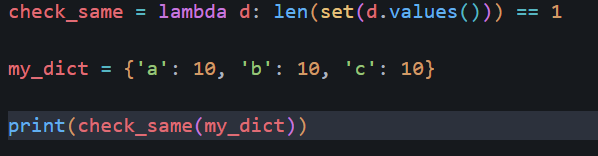 check_same = lambda d: len(set(d.values())) == 1
my_dict = {'a': 10, 'b': 10, 'c': 10}
print(check_same(my_dict))